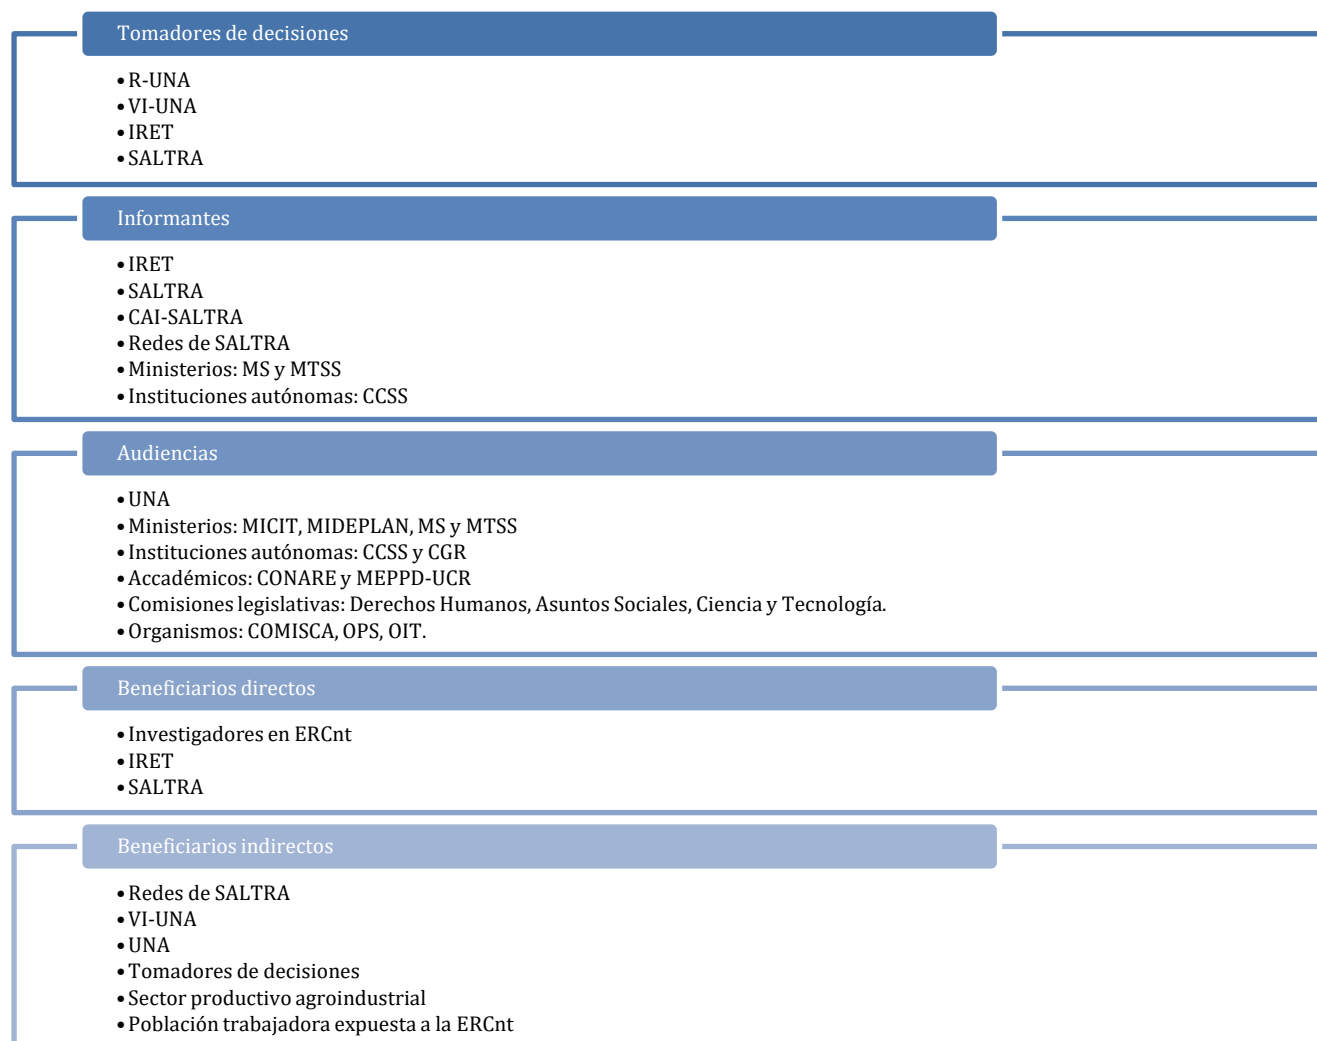 Tomadores de decisiones
•R-UNA
•VI-UNA
•IRET
•SALTRA
Informantes
•IRET
•SALTRA
•CAI-SALTRA
•Redes de SALTRA
•Ministerios: MS y MTSS
•Instituciones autónomas: CCSS
Audiencias
•UNA
•Ministerios: MICIT, MIDEPLAN, MS y MTSS
•Instituciones autónomas: CCSS y CGR
•Accadémicos: CONARE y MEPPD-UCR
•Comisiones legislativas: Derechos Humanos, Asuntos Sociales, Ciencia y Tecnología.
•Organismos: COMISCA, OPS, OIT.
Beneficiarios directos
•Investigadores en ERCnt
•IRET
•SALTRA
Beneficiarios indirectos
•Redes de SALTRA
•VI-UNA
•UNA
•Tomadores de decisiones
•Sector productivo agroindustrial
•Población trabajadora expuesta a la ERCnt